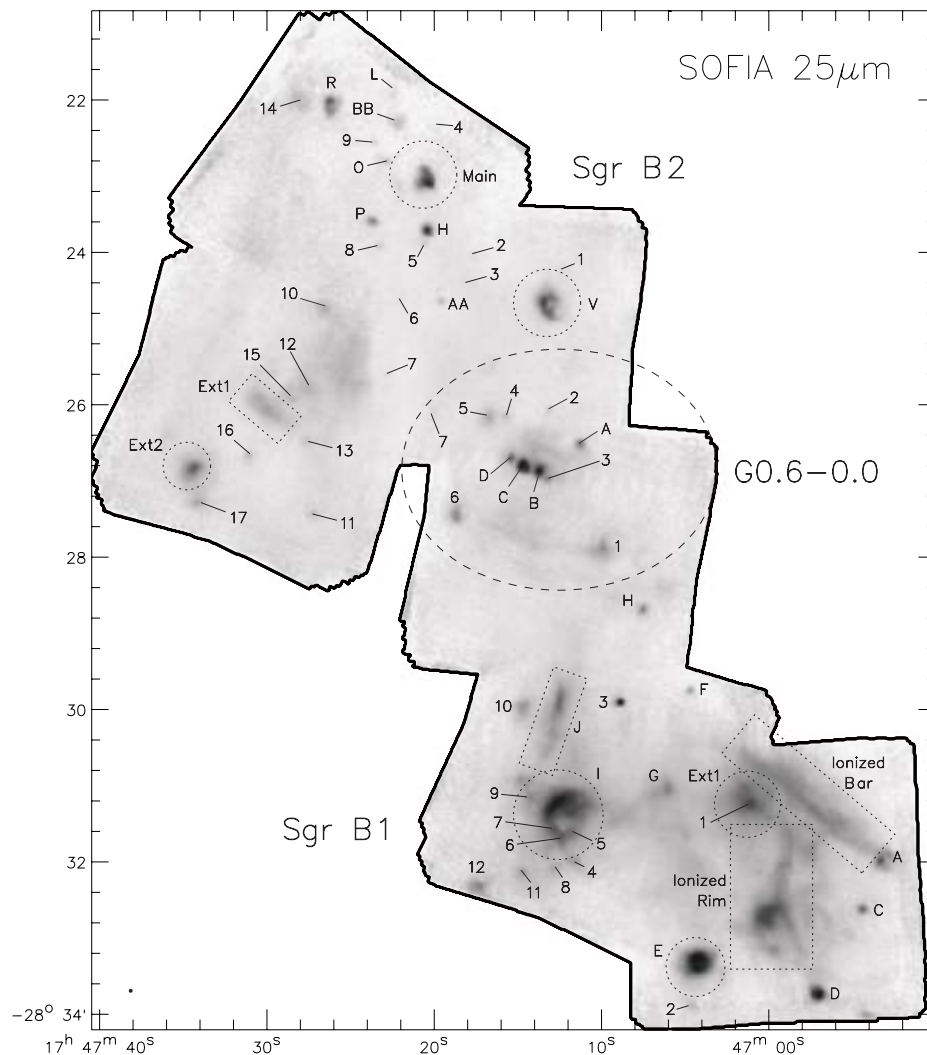 SOFIA 25μm
L
R
22
14
BB
4
9
0
Main
Sgr B2
P
H
8
5
2
24
3
1
V
10
6
AA
12
15
7
Ext1
4
2
5
A
26
16
13
7
Ext2
3
D
C
B
G0.6−0.0
6
17
11
1
28
H
F
10
3
30
J
I
G
Ext1
Ionized
Bar
9
1
Sgr B1
7
6
5
A
32
12
11
8
4
Ionized
Rim
C
E
D
2
−28° 34'
17ʰ 47ᵐ 40ˢ
30ˢ
20ˢ
10ˢ
47ᵐ 00ˢ